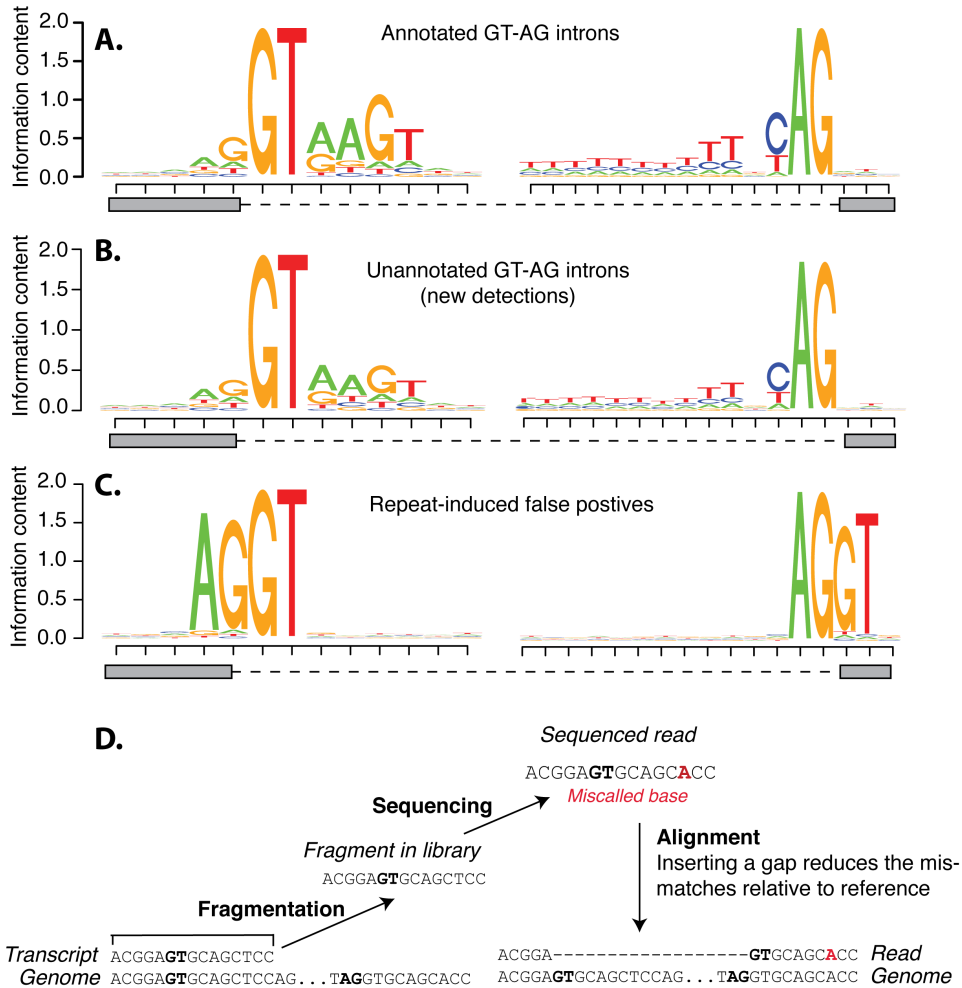 A.
Annotated GT-AG introns
Information content
2.0
1.5
1.0
0.5
0.0
G T A A G T
T T C A G
B.
Unannotated GT-AG introns
(new detections)
Information content
2.0
1.5
1.0
0.5
0.0
G T A A G T
T T C A G
C.
Repeat-induced false postives
Information content
2.0
1.5
1.0
0.5
0.0
A G G T
A G G T
D.
Sequenced read
ACGGAGTGCAGCACC
Miscalled base
Sequencing
Fragment in library
ACGGAGTGCAGCTCC
Alignment
Inserting a gap reduces the mis-
matches relative to reference
Fragmentation
Transcript ACGGAGTGCAGCTCC
Genome ACGGAGTGCAGCTCCAG...TAGGTGCAGCACC
ACGGA--------------------GTGCAGCACC Read
ACGGAGTGCAGCTCCAG...TAGGTGCAGCACC Genome